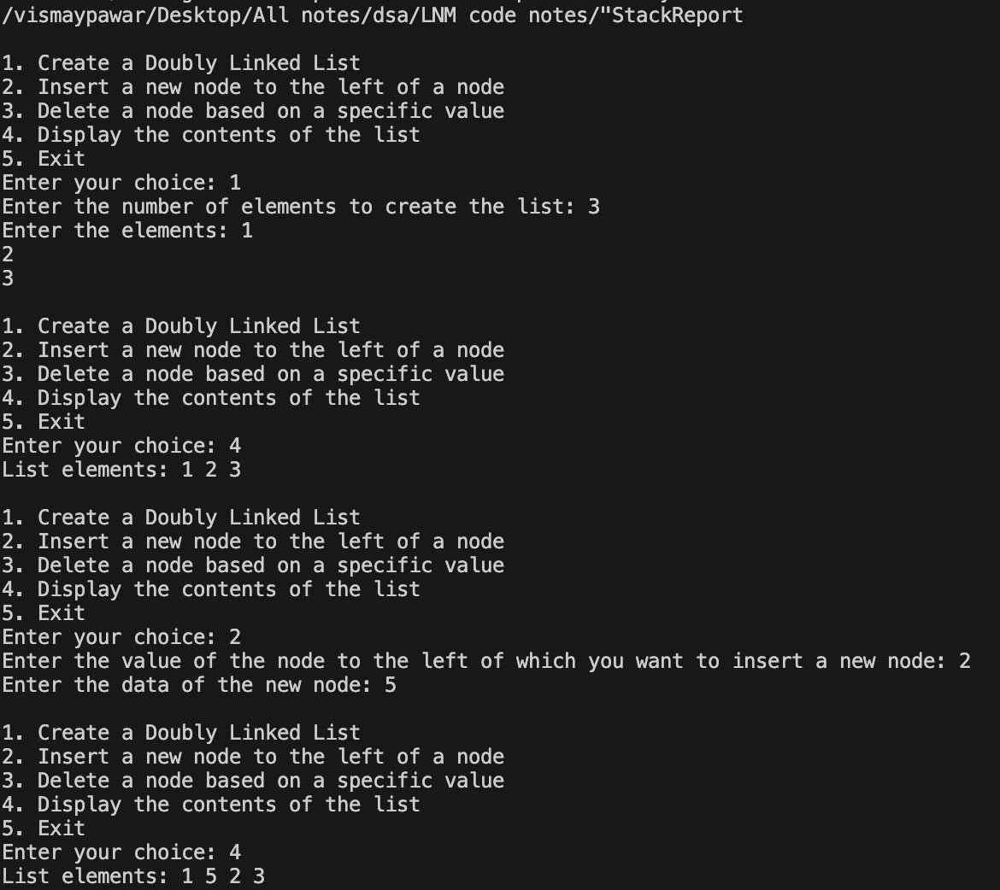 /vismaypawar/Desktop/All notes/dsa/LNM code notes/"StackReport
1. Create a Doubly Linked List
2. Insert a new node to the left of a node
3. Delete a node based on a specific value
4. Display the contents of the list
5. Exit
Enter your choice: 1
Enter the number of elements to create the list: 3
Enter the elements: 1
2
3
1. Create a Doubly Linked List
2. Insert a new node to the left of a node
3. Delete a node based on a specific value
4. Display the contents of the list
5. Exit
Enter your choice: 4
List elements: 1 2 3
1. Create a Doubly Linked List
2. Insert a new node to the left of a node
3. Delete a node based on a specific value
4. Display the contents of the list
5. Exit
Enter your choice: 2
Enter the value of the node to the left of which you want to insert a new node: 2
Enter the data of the new node: 5
1. Create a Doubly Linked List
2. Insert a new node to the left of a node
3. Delete a node based on a specific value
4. Display the contents of the list
5. Exit
Enter your choice: 4
List elements: 1 5 2 3